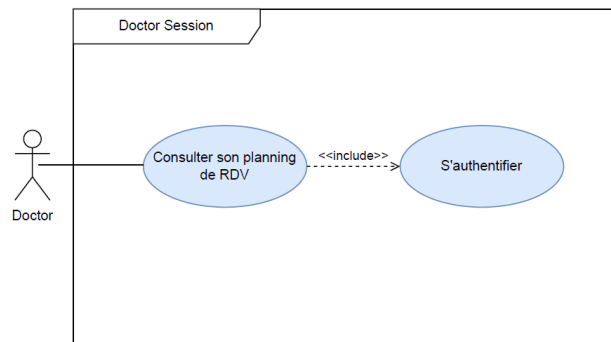 Doctor Session
Consulter son planning
de RDV
<<include>>
S'authentifier
Doctor